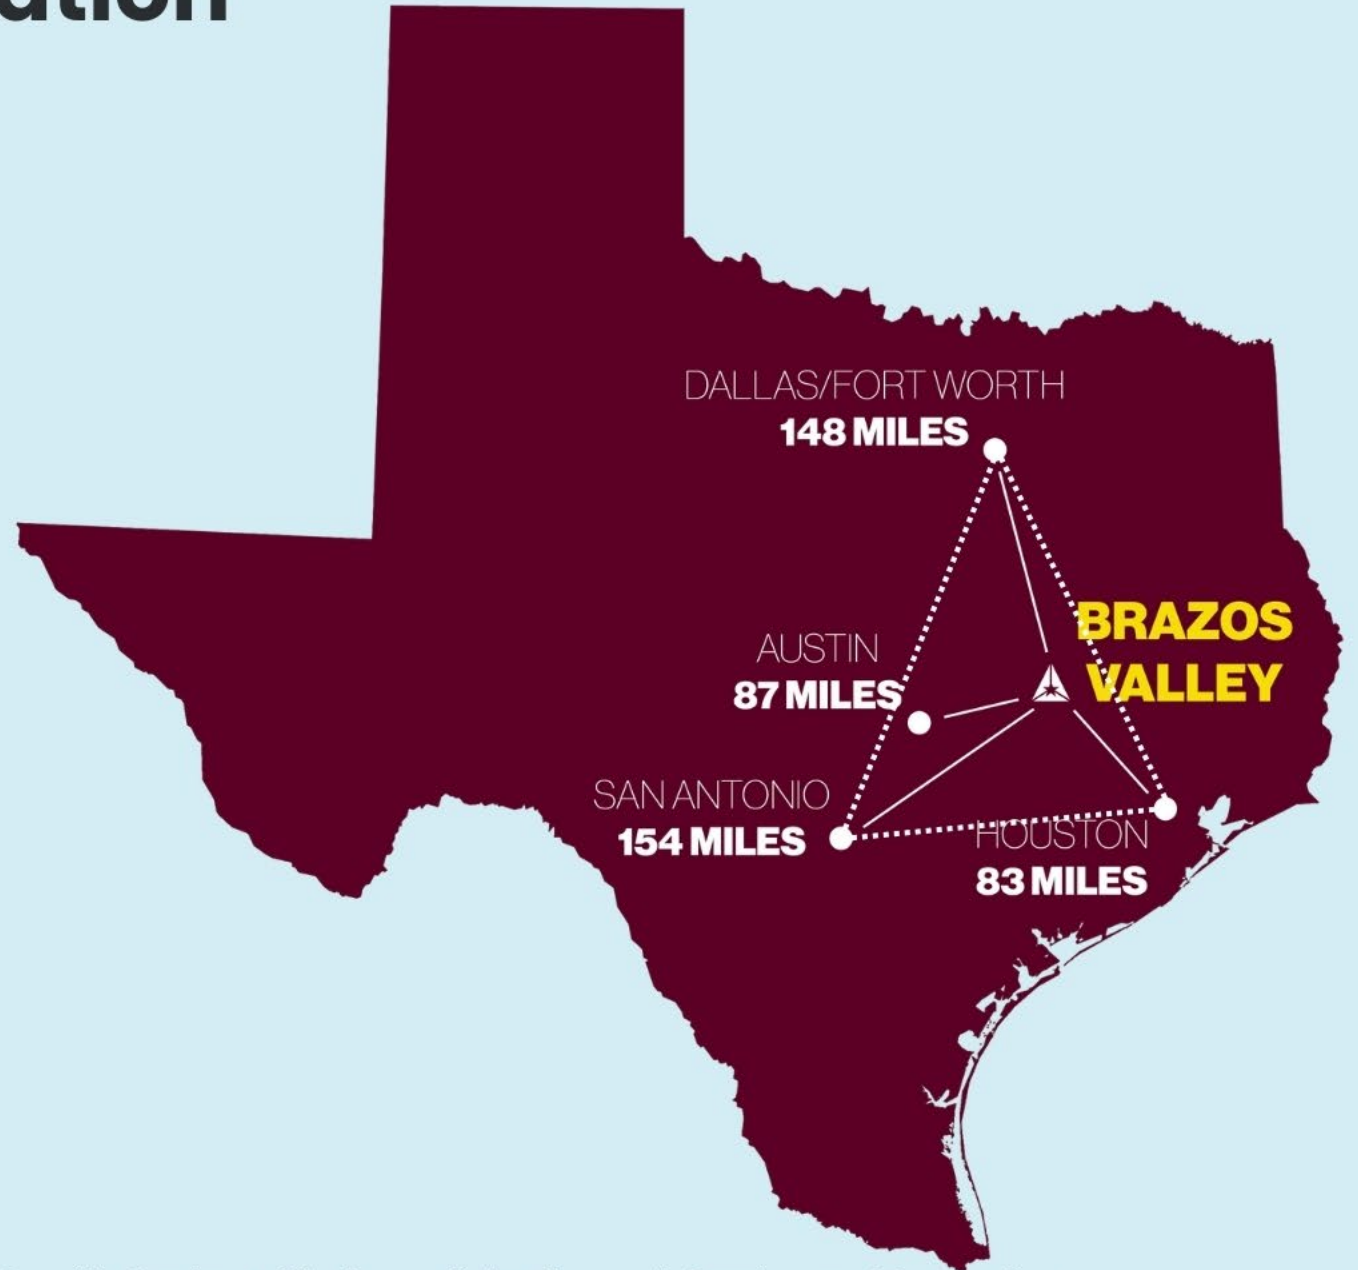 DALLAS/FORT WORTH
148 MILES
BRAZOS
VALLEY
AUSTIN
87 MILES
SAN ANTONIO
154 MILES
HOUSTON
83 MILES